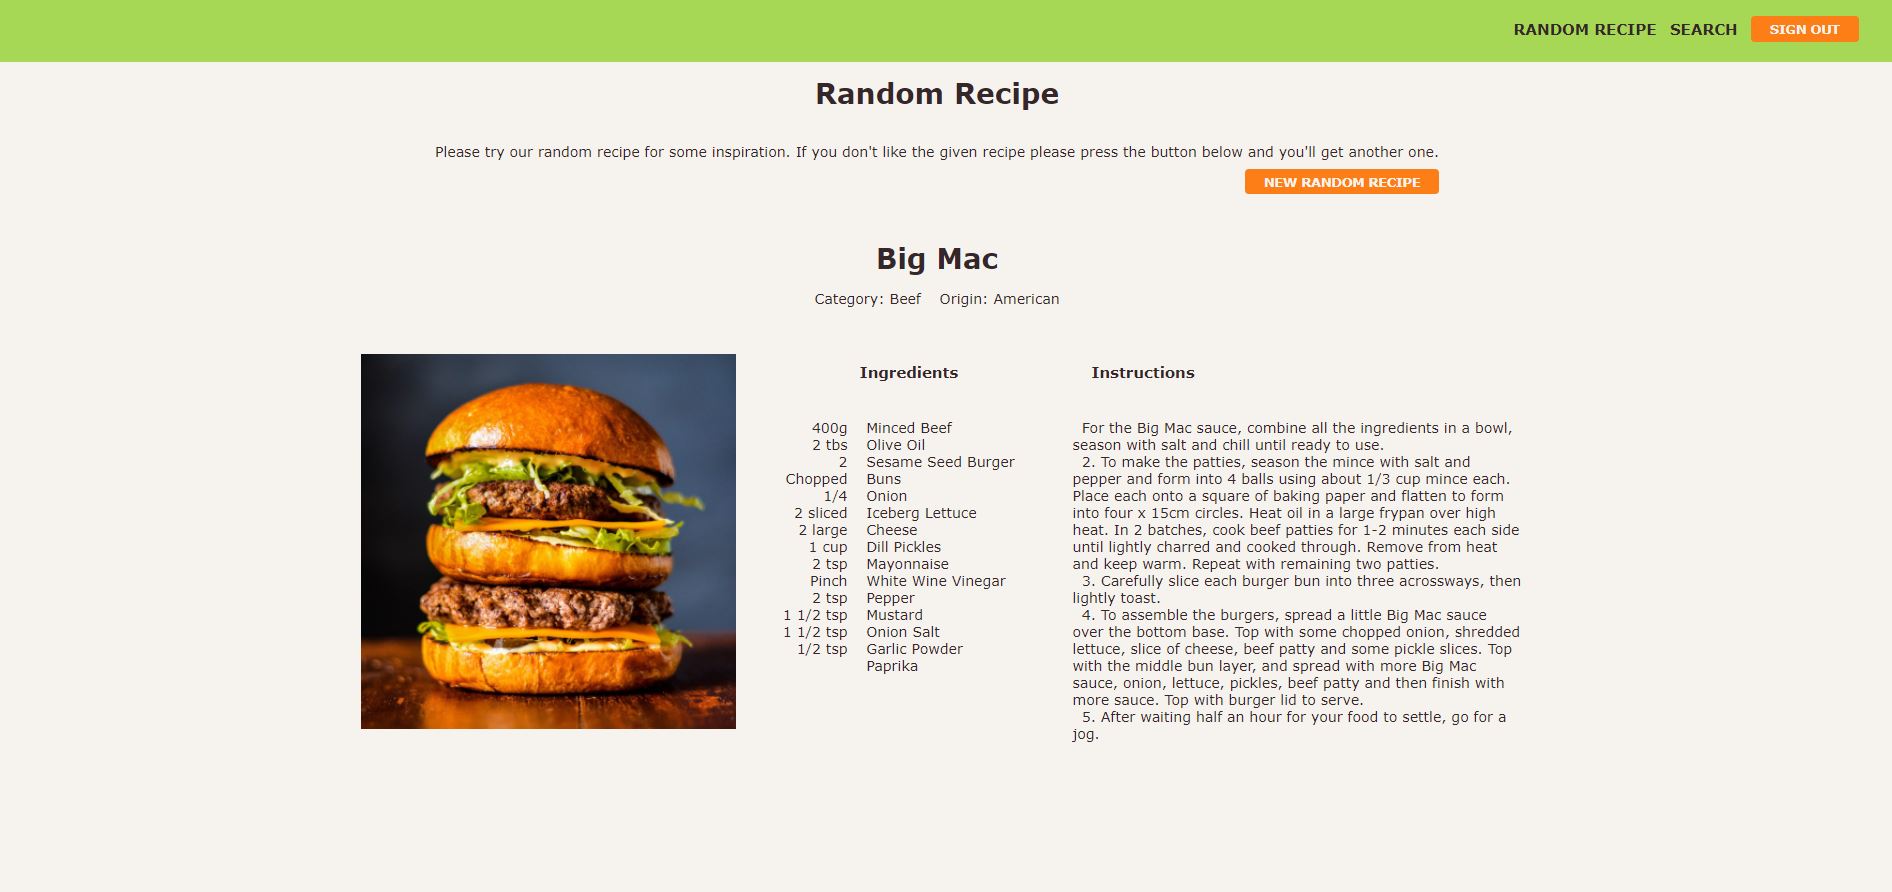 RANDOM RECIPE SEARCH SIGN OUT
Random Recipe
Please try our random recipe for some inspiration. If you don't like the given recipe please press the button below and you'll get another one.
NEW RANDOM RECIPE
Big Mac
Category: Beef Origin: American
Ingredients
400g Minced Beef
2 tbs Olive Oil
2 Sesame Seed Burger
Chopped Buns
1/4 Onion
2 sliced Iceberg Lettuce
2 large Cheese
1 cup Dill Pickles
2 tsp Mayonnaise
Pinch White Wine Vinegar
2 tsp Pepper
1 1/2 tsp Mustard
1 1/2 tsp Onion Salt
1/2 tsp Garlic Powder
Paprika
Instructions
For the Big Mac sauce, combine all the ingredients in a bowl,
season with salt and chill until ready to use.
2. To make the patties, season the mince with salt and
pepper and form into 4 balls using about 1/3 cup mince each.
Place each onto a square of baking paper and flatten to form
into four x 15cm circles. Heat oil in a large frypan over high
heat. In 2 batches, cook beef patties for 1-2 minutes each side
until lightly charred and cooked through. Remove from heat
and keep warm. Repeat with remaining two patties.
3. Carefully slice each burger bun into three acrossways, then
lightly toast.
4. To assemble the burgers, spread a little Big Mac sauce
over the bottom base. Top with some chopped onion, shredded
lettuce, slice of cheese, beef patty and some pickle slices. Top
with the middle bun layer, and spread with more Big Mac
sauce, onion, lettuce, pickles, beef patty and then finish with
more sauce. Top with burger lid to serve.
5. After waiting half an hour for your food to settle, go for a
jog.